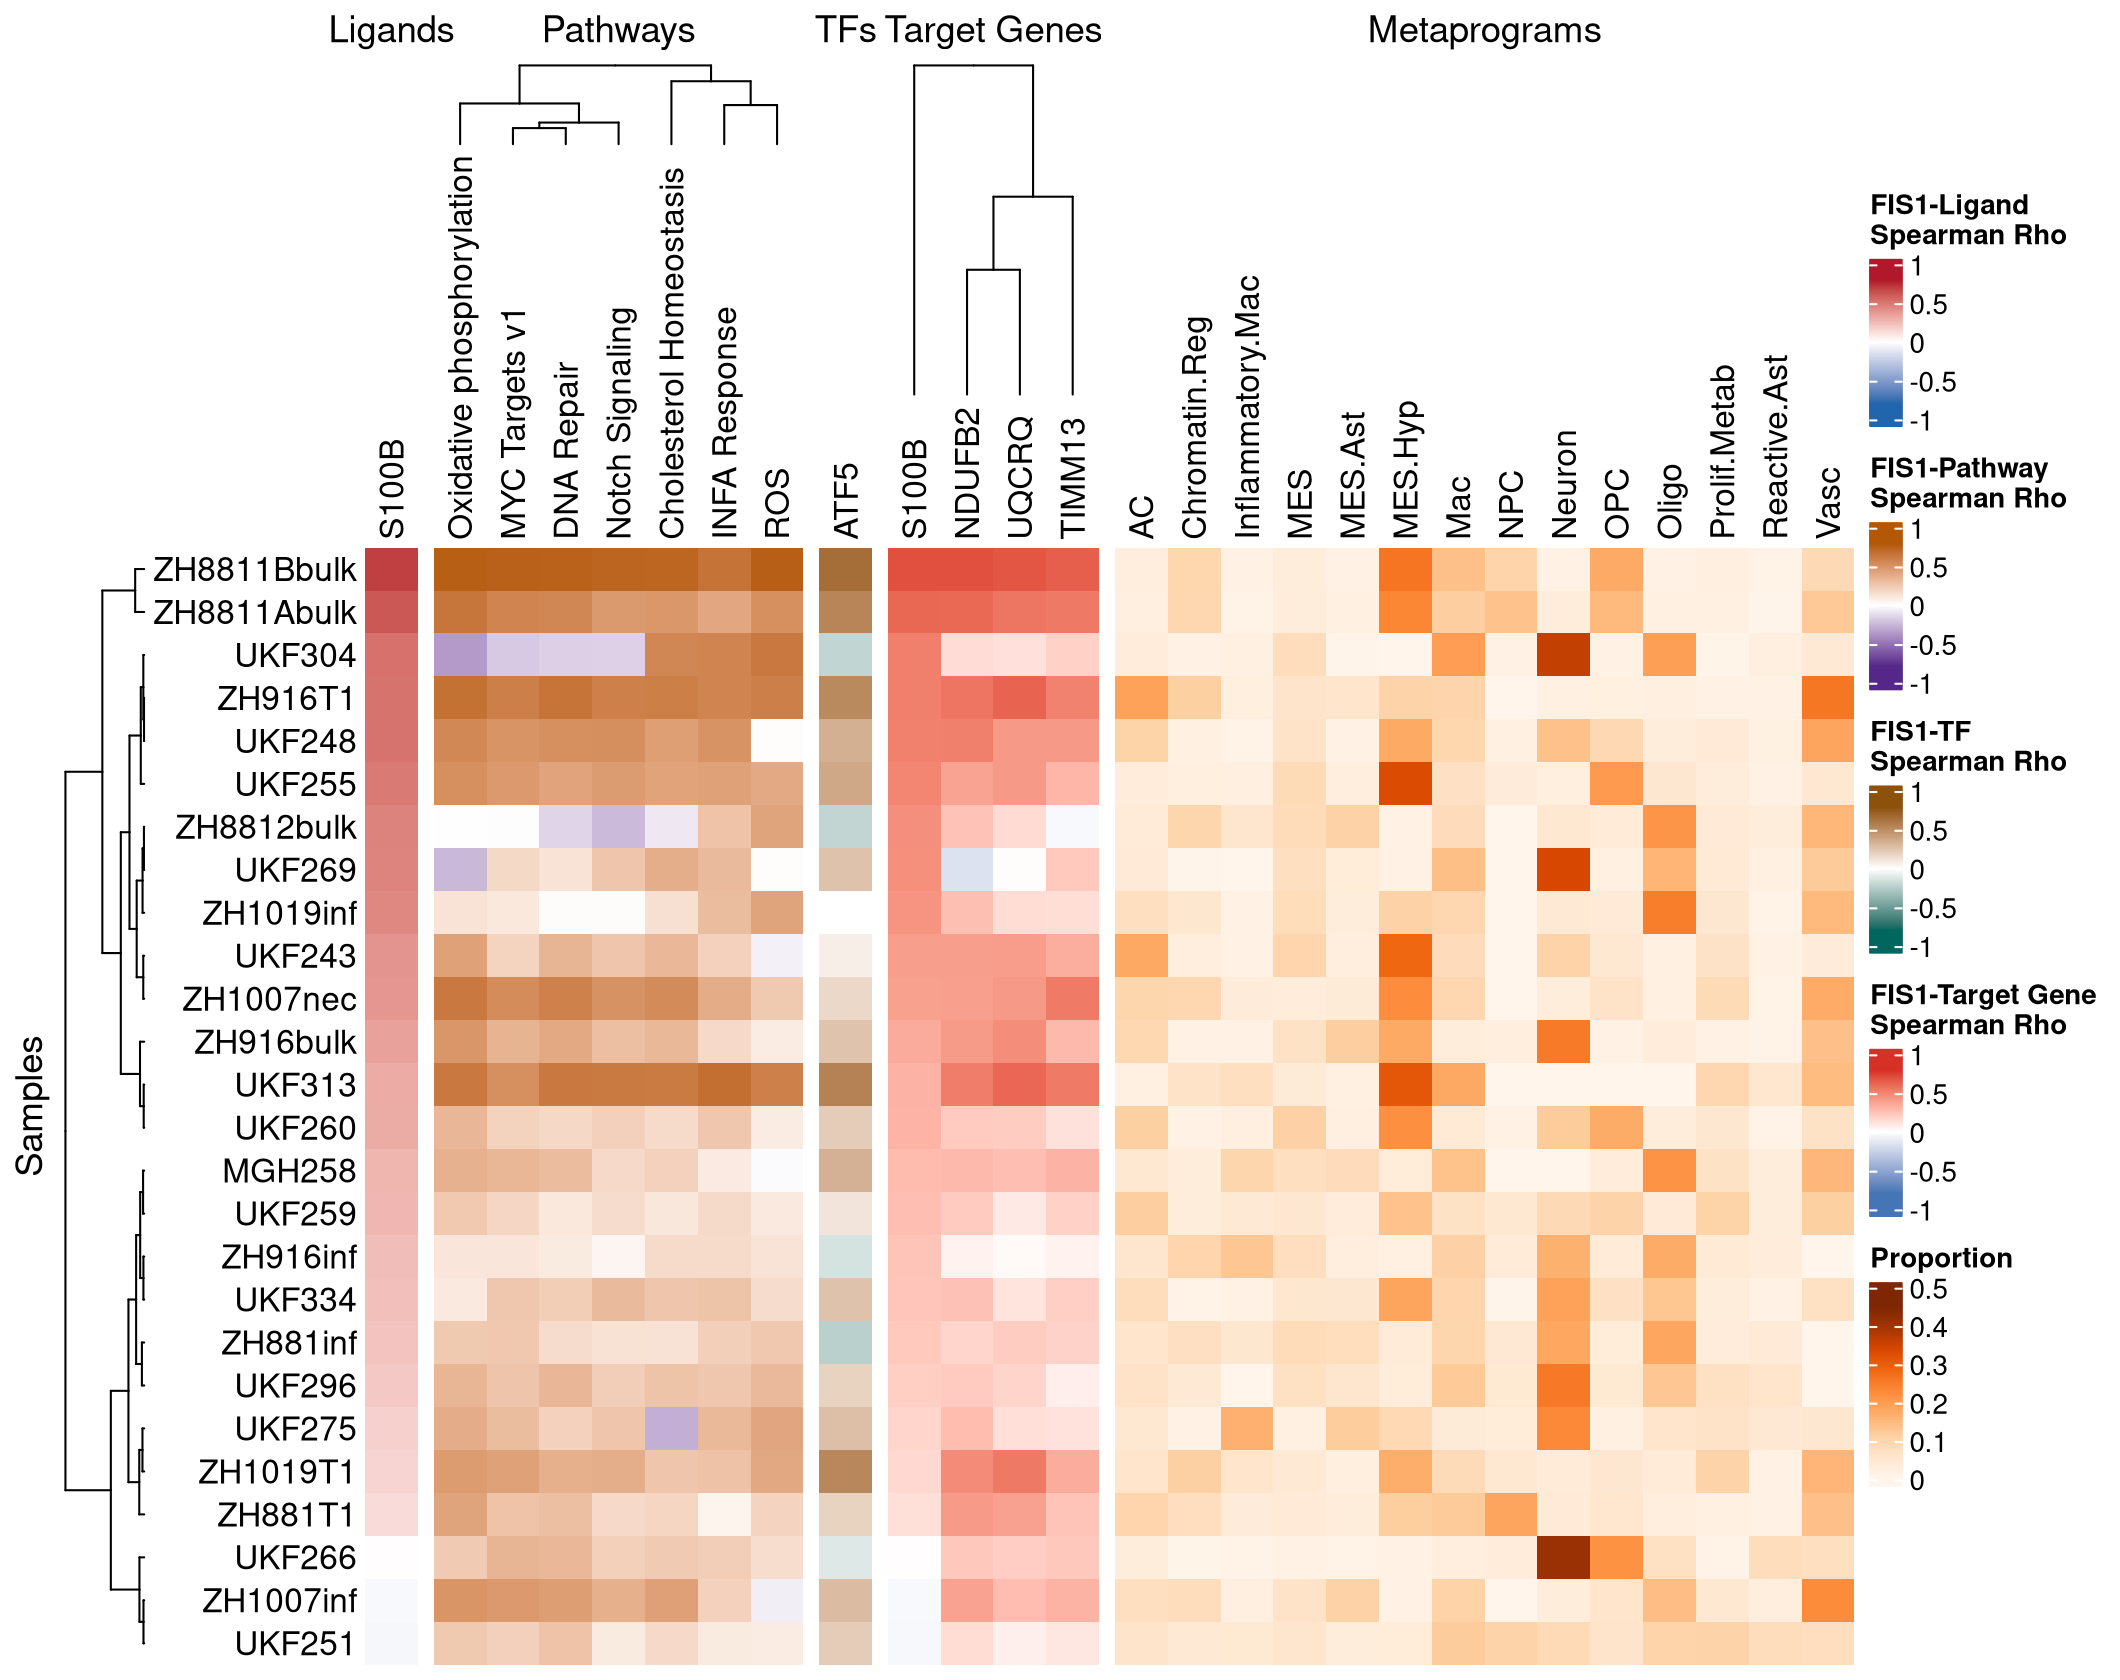 Ligands
Pathways
TFs
Target Genes
Metaprograms
S100B
Oxidative phosphorylation
MYC Targets v1
DNA Repair
Notch Signaling
Cholesterol Homeostasis
INFA Response
ROS
ATF5
S100B
NDUFB2
UQCRQ
TIMM13
AC
Chromatin.Reg
Inflammatory.Mac
MES
MES.Ast
MES.Hyp
Mac
NPC
Neuron
OPC
Oligo
Prolif.Metab
Reactive.Ast
Vasc
Samples
ZH8811Bbulk
ZH8811Abulk
UKF304
ZH916T1
UKF248
UKF255
ZH8812bulk
UKF269
ZH1019inf
UKF243
ZH1007nec
ZH916bulk
UKF313
UKF260
MGH258
UKF259
ZH916inf
UKF334
ZH881inf
UKF296
UKF275
ZH1019T1
ZH881T1
UKF266
ZH1007inf
UKF251
FIS1-Ligand
Spearman Rho
1
0.5
0
-0.5
-1
FIS1-Pathway
Spearman Rho
1
0.5
0
-0.5
-1
FIS1-TF
Spearman Rho
1
0.5
0
-0.5
-1
FIS1-Target Gene
Spearman Rho
1
0.5
0
-0.5
-1
Proportion
0.5
0.4
0.3
0.2
0.1
0